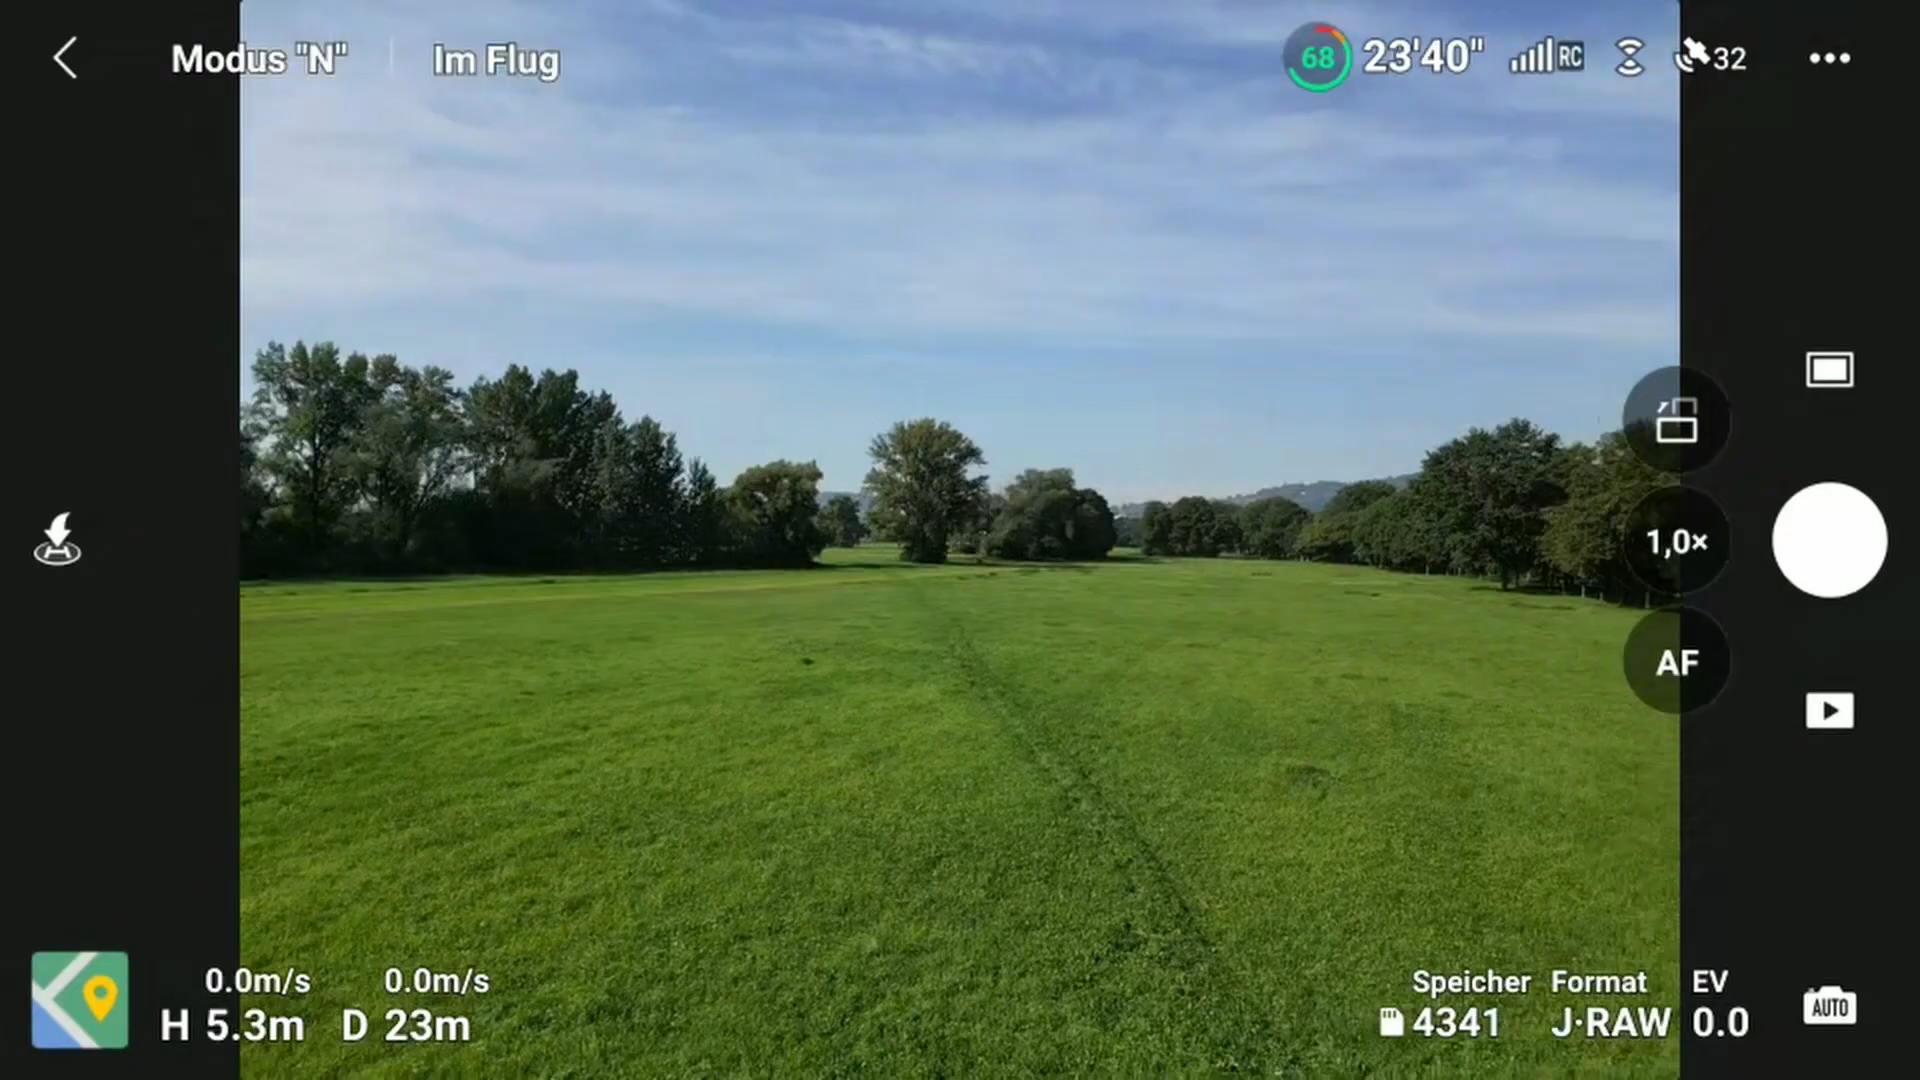 Modus "N" Im Flug 68 23'40" RC 32
1,0×
AF
0.0m/s 0.0m/s
H 5.3m D 23m
Speicher Format EV
4341 J·RAW 0.0
AUTO